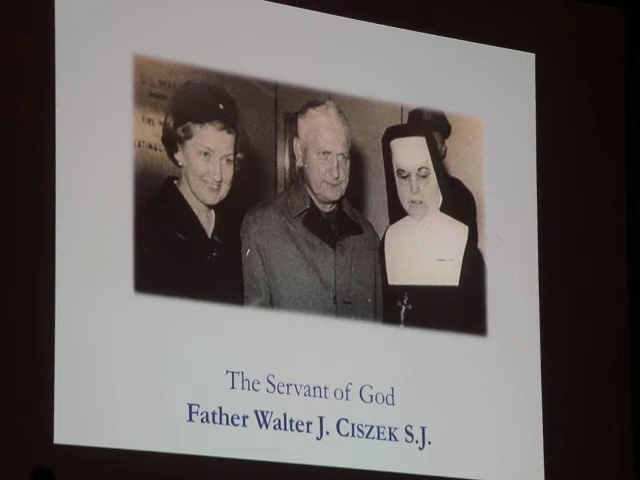 The Servant of God
Father Walter J. CISZEK S.J.